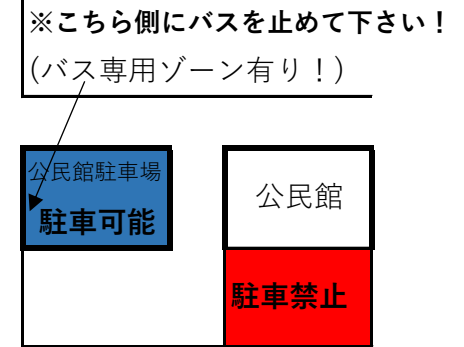 ※こちら側にバスを止めて下さい！
(バス専用ゾーン有り！)
公民館駐車場
駐車可能
公民館
駐車禁止